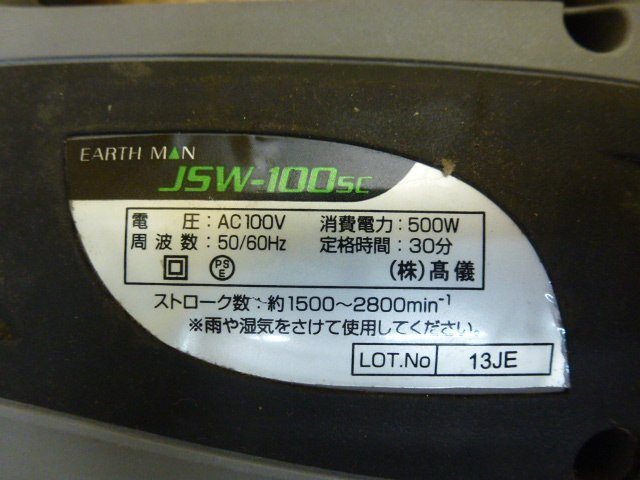 EARTH MAN
JSW-100SC
電圧：AC100V 消費電力：500W
周波数：50/60Hz 定格時間：30分
PSE (株)髙儀
ストローク数：約1500～2800min⁻¹
※雨や湿気をさけて使用してください。
LOT.No 13JE